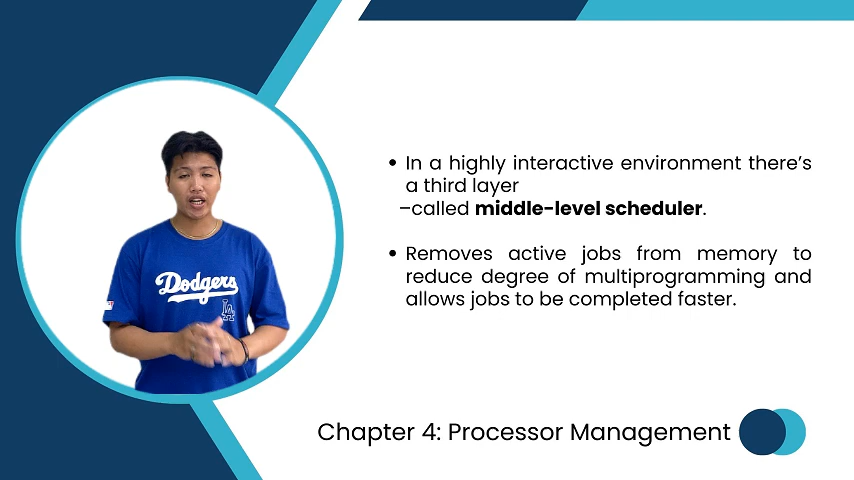 Dodgers
LA
• In a highly interactive environment there’s
a third layer
–called middle-level scheduler.
• Removes active jobs from memory to
reduce degree of multiprogramming and
allows jobs to be completed faster.
Chapter 4: Processor Management